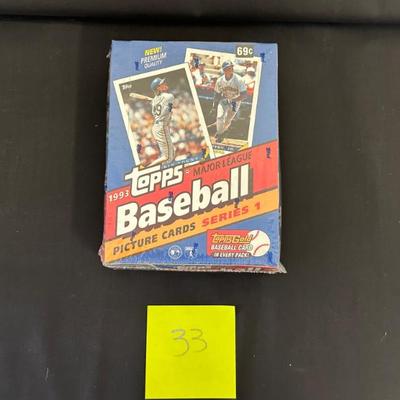 NEW!
PREMIUM
QUALITY
69¢
Topps
Topps® MAJOR LEAGUE
1993
Baseball
PICTURE CARDS SERIES 1
Topps Gold
BASEBALL CARD
IN EVERY PACK!
33